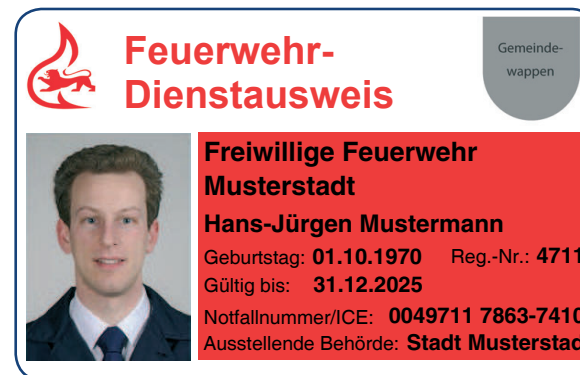 Feuerwehr-
Dienstausweis
Gemeinde-
wappen
Freiwillige Feuerwehr
Musterstadt
Hans-Jürgen Mustermann
Geburtstag: 01.10.1970 Reg.-Nr.: 4711
Gültig bis: 31.12.2025
Notfallnummer/ICE: 0049711 7863-7410
Ausstellende Behörde: Stadt Musterstad